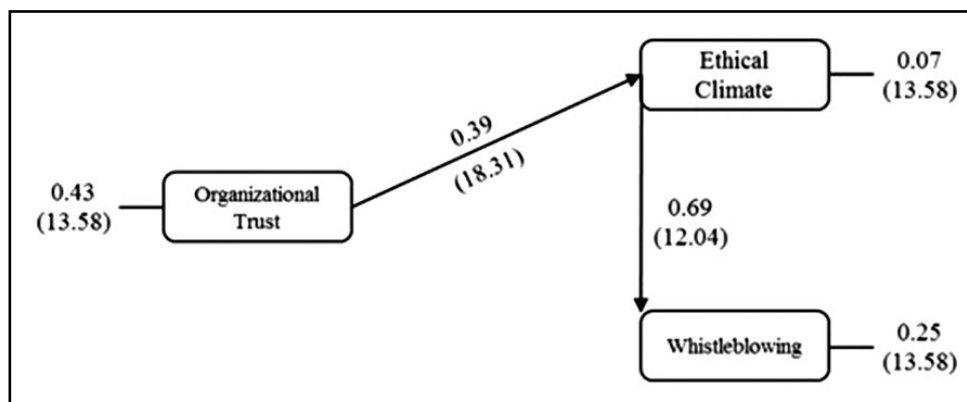 Ethical
Climate
0.07
(13.58)
0.39
(18.31)
0.43
(13.58)
Organizational
Trust
0.69
(12.04)
Whistleblowing
0.25
(13.58)